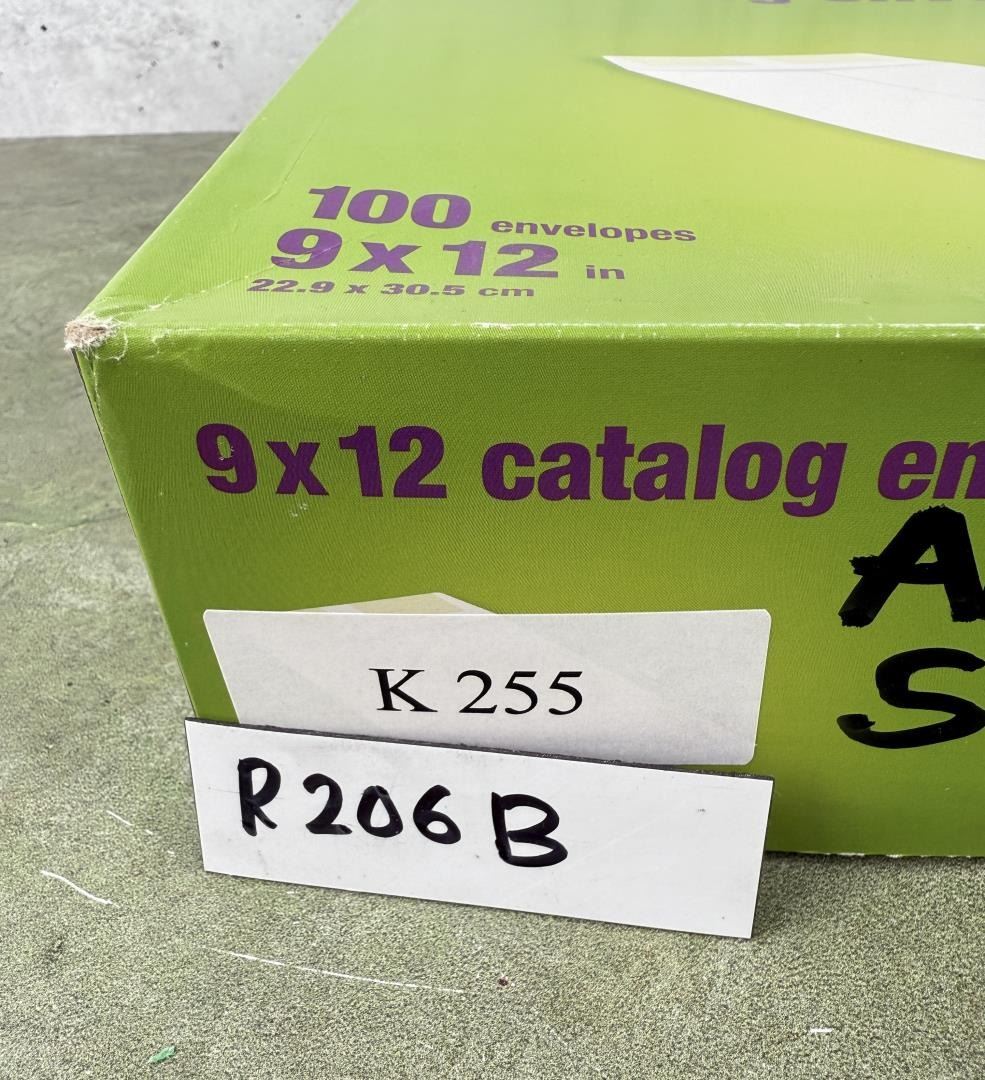 100 envelopes
9 x 12 in
22.9 x 30.5 cm
9 x 12 catalog en
A
S
K 255
R 206 B